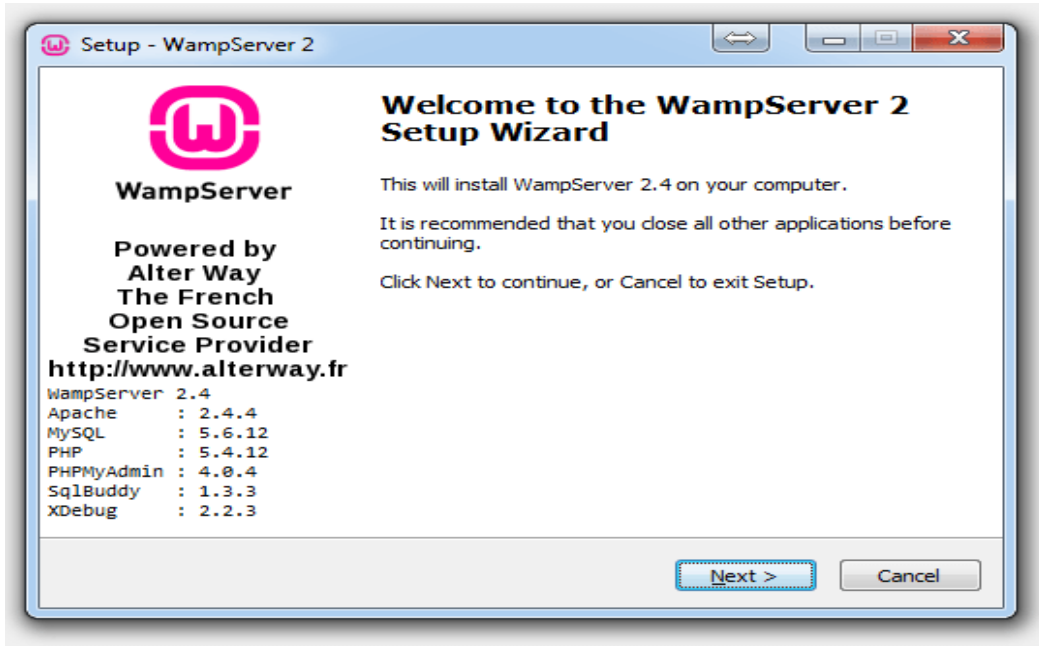 Setup - WampServer 2
WampServer
Powered by
Alter Way
The French
Open Source
Service Provider
http://www.alterway.fr
WampServer 2.4
Apache : 2.4.4
MySQL : 5.6.12
PHP : 5.4.12
PHPMyAdmin : 4.0.4
SqlBuddy : 1.3.3
XDebug : 2.2.3
Welcome to the WampServer 2
Setup Wizard
This will install WampServer 2.4 on your computer.
It is recommended that you close all other applications before
continuing.
Click Next to continue, or Cancel to exit Setup.
Next >
Cancel